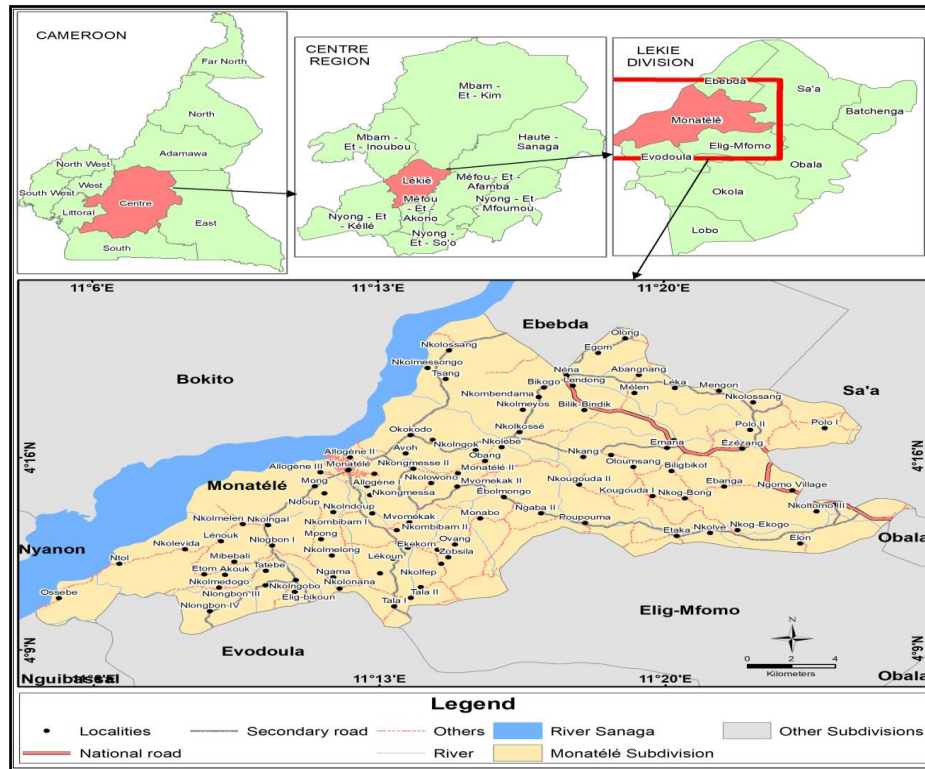 CAMEROON
Far North
North
Adamawa
North West
West
South West
Littoral
Centre
East
South
CENTRE
REGION
Mbam -
Et - Kim
Mbam -
Et - Inoubou
Haute -
Sanaga
Lékié
Méfou - Et -
Afamba
Méfou
- Et -
Akono
Nyong - Et -
Mfoumou
Nyong - Et
- Kéllé
Nyong -
Et - So'o
LEKIE
DIVISION
Ebebda
Sa'a
Batchenga
Monatélé
Elig-Mfomo
Evodoula
Obala
Okola
Lobo
11°6'E
11°13'E
11°20'E
Ebebda
Olong
Egom
Nkolossang
Nkolmessongo
Tsang
Bokito
Néna
Lendong
Abangnang
Bikogo
Mélen
Léka
Mengon
Sa'a
Nkombendama
Nkolmeyos
Bilik-Bindik
Nkolossang
Nkolkossé
Polo II
Polo I
Okokodo
Avoh
Nkolngok
Nkolébé
Emana
Ezézang
4°16'N
4°16'N
Allogène II
Obang
Nkang
Oloumsang
Biligbikot
Allogène III
Monatélé
Nkongmesse II
Monatélé II
Monatélé
Mong
Allogène I
Nkolowono
Mvomekak II
Nkougouda II
Ebanga
Ngomo Village
Nkongmessa
Ebolmongo
Kougouda I
Nkog-Bong
Ndoup
Nkolndoup
Monabo
Ngaba II
Nkoltomo III
Nkolmelen
Nkolngal
Nkombibam I
Mvomékak
Nkombibam II
Poupouma
Nyanon
Lénouk
Nlogbon I
Mpong
Ovang
Etaka
Nkolvé
Nkog-Ekogo
Obala
Ntol
Nkolevida
Mibebali
Nkolmelong
Lékoun
Ekekom
Zobsila
Elon
Etom Akouk
Tatebe
Ngama
Nkolfep
Nkolmedogo
Nkolngobo
Nkolonana
Ossebe
Nlongbon III
Elig-bikoun
Tala II
Tala I
Nlongbon IV
Elig-Mfomo
4°9'N
4°9'N
Evodoula
N
0 2 4
Kilometers
Obala
11°13'E
11°20'E
Legend
Localities
Secondary road
Others
River Sanaga
Other Subdivisions
National road
River
Monatélé Subdivision